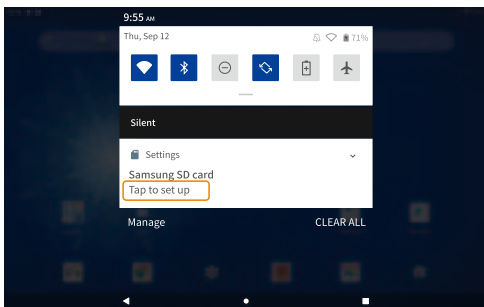 9:55 AM
Thu, Sep 12
71%
Silent
Settings
Samsung SD card
Tap to set up
Manage
CLEAR ALL